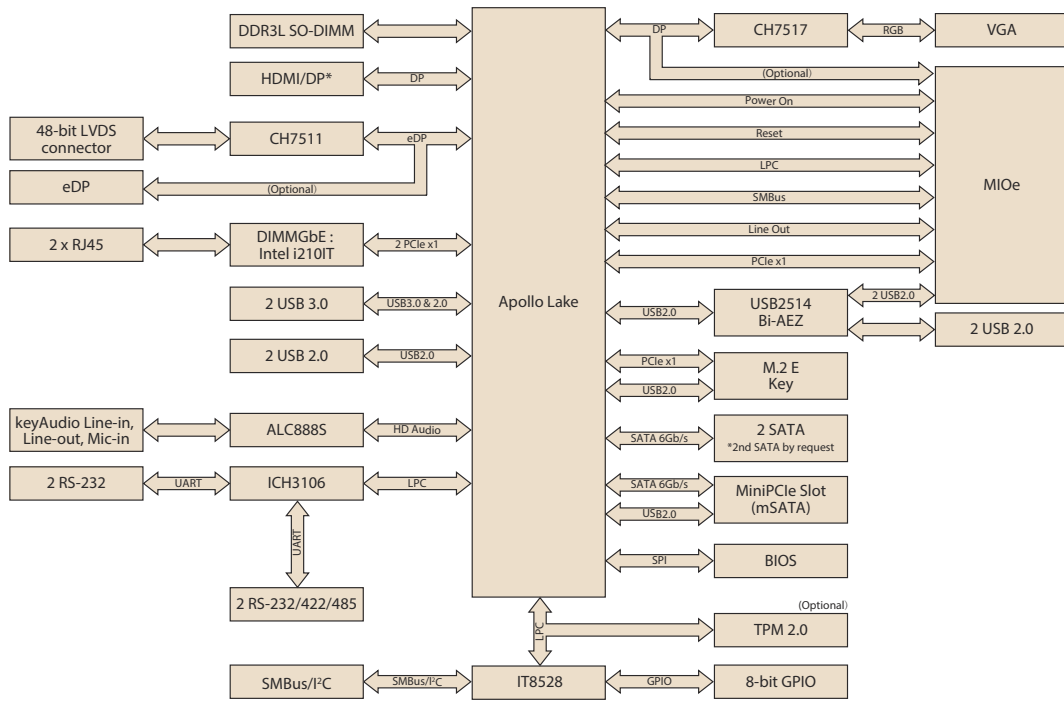 DDR3L SO-DIMM
HDMI/DP*
DP
48-bit LVDS
connector
CH7511
eDP
eDP
(Optional)
2 x RJ45
DIMMGbE :
Intel i210IT
2 PCIe x1
2 USB 3.0
USB3.0 & 2.0
2 USB 2.0
USB2.0
keyAudio Line-in,
Line-out, Mic-in
ALC888S
HD Audio
2 RS-232
UART
ICH3106
LPC
UART
2 RS-232/422/485
SMBus/I²C
SMBus/I²C
Apollo Lake
LPC
IT8528
DP
CH7517
RGB
VGA
(Optional)
Power On
Reset
LPC
SMBus
Line Out
PCIe x1
MIOe
USB2.0
USB2514
Bi-AEZ
2 USB2.0
2 USB 2.0
PCIe x1
USB2.0
M.2 E
Key
SATA 6Gb/s
2 SATA
*2nd SATA by request
SATA 6Gb/s
USB2.0
MiniPCIe Slot
(mSATA)
SPI
BIOS
(Optional)
TPM 2.0
GPIO
8-bit GPIO